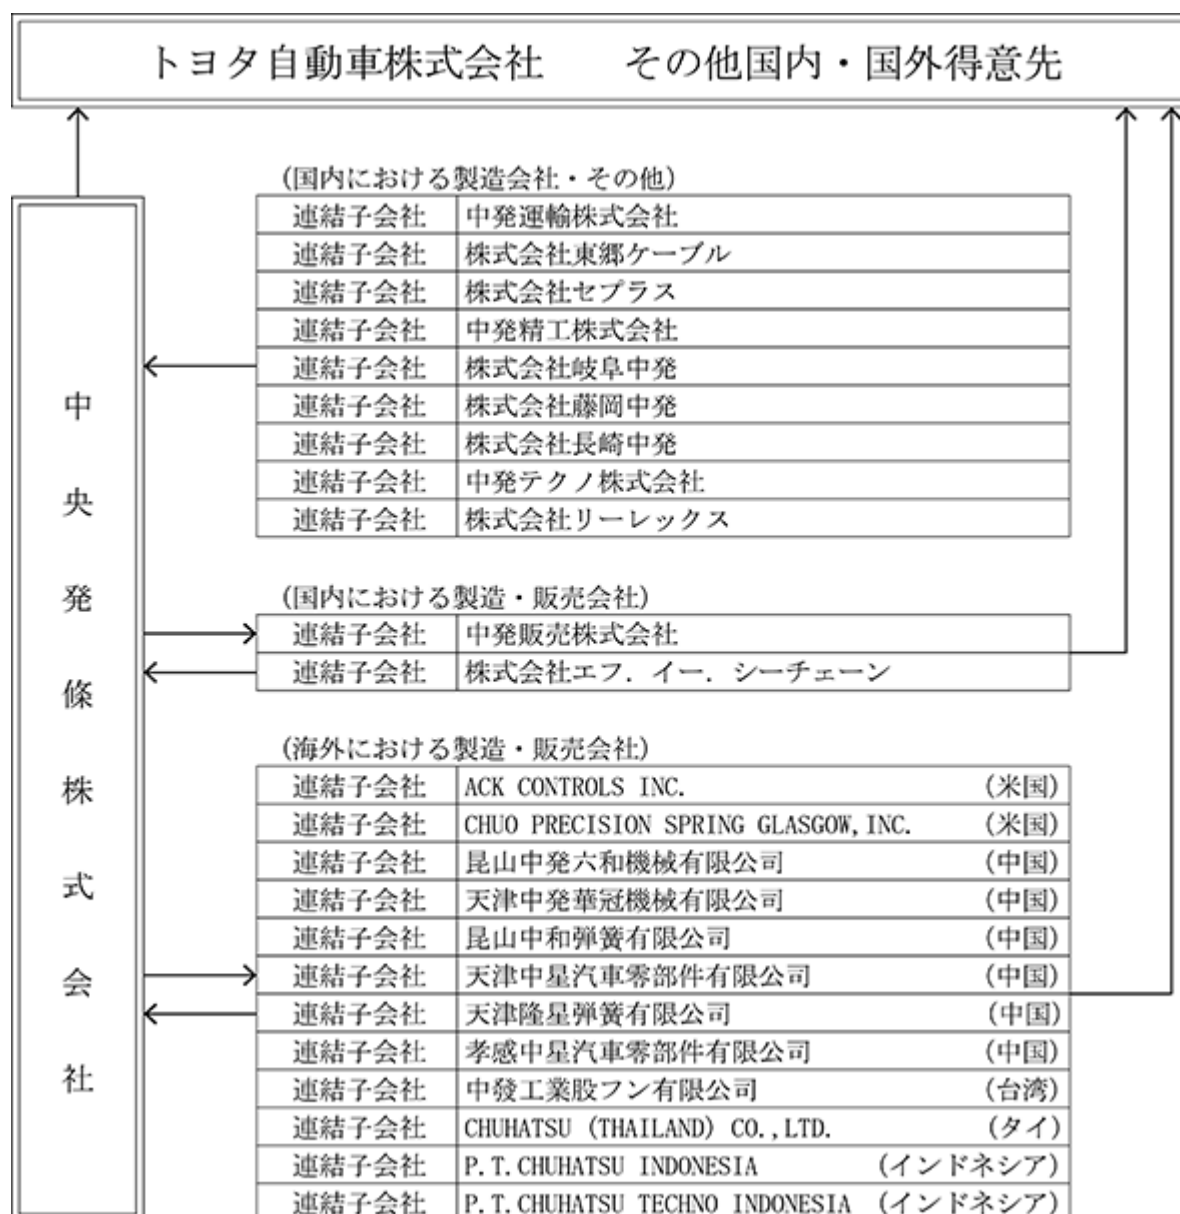 トヨタ自動車株式会社　　その他国内・国外得意先
中央発條株式会社
(国内における製造会社・その他)
連結子会社 中発運輸株式会社
連結子会社 株式会社東郷ケーブル
連結子会社 株式会社セプラス
連結子会社 中発精工株式会社
連結子会社 株式会社岐阜中発
連結子会社 株式会社藤岡中発
連結子会社 株式会社長崎中発
連結子会社 中発テクノ株式会社
連結子会社 株式会社リーレックス
(国内における製造・販売会社)
連結子会社 中発販売株式会社
連結子会社 株式会社エフ．イー．シーチェーン
(海外における製造・販売会社)
連結子会社 ACK CONTROLS INC. (米国)
連結子会社 CHUO PRECISION SPRING GLASGOW,INC. (米国)
連結子会社 昆山中発六和機械有限公司 (中国)
連結子会社 天津中発華冠機械有限公司 (中国)
連結子会社 昆山中和弾簧有限公司 (中国)
連結子会社 天津中星汽車零部件有限公司 (中国)
連結子会社 天津隆星弾簧有限公司 (中国)
連結子会社 孝感中星汽車零部件有限公司 (中国)
連結子会社 中發工業股フン有限公司 (台湾)
連結子会社 CHUHATSU (THAILAND) CO.,LTD. (タイ)
連結子会社 P.T.CHUHATSU INDONESIA (インドネシア)
連結子会社 P.T.CHUHATSU TECHNO INDONESIA (インドネシア)